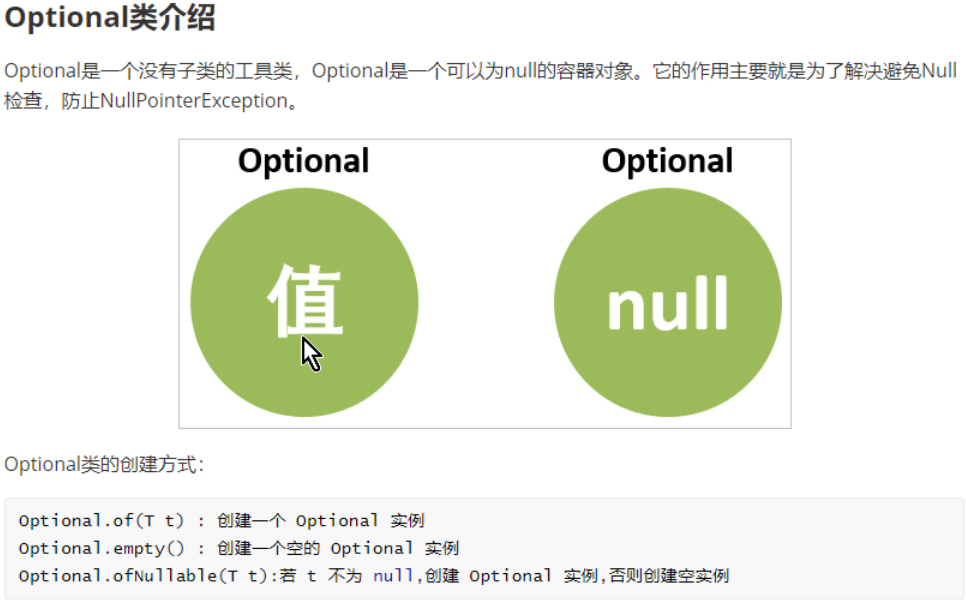 Optional类介绍
Optional是一个没有子类的工具类，Optional是一个可以为null的容器对象。它的作用主要就是为了解决避免Null
检查，防止NullPointerException。
Optional Optional
值 null
Optional类的创建方式：
Optional.of(T t) : 创建一个 Optional 实例
Optional.empty() : 创建一个空的 Optional 实例
Optional.ofNullable(T t):若 t 不为 null,创建 Optional 实例,否则创建空实例